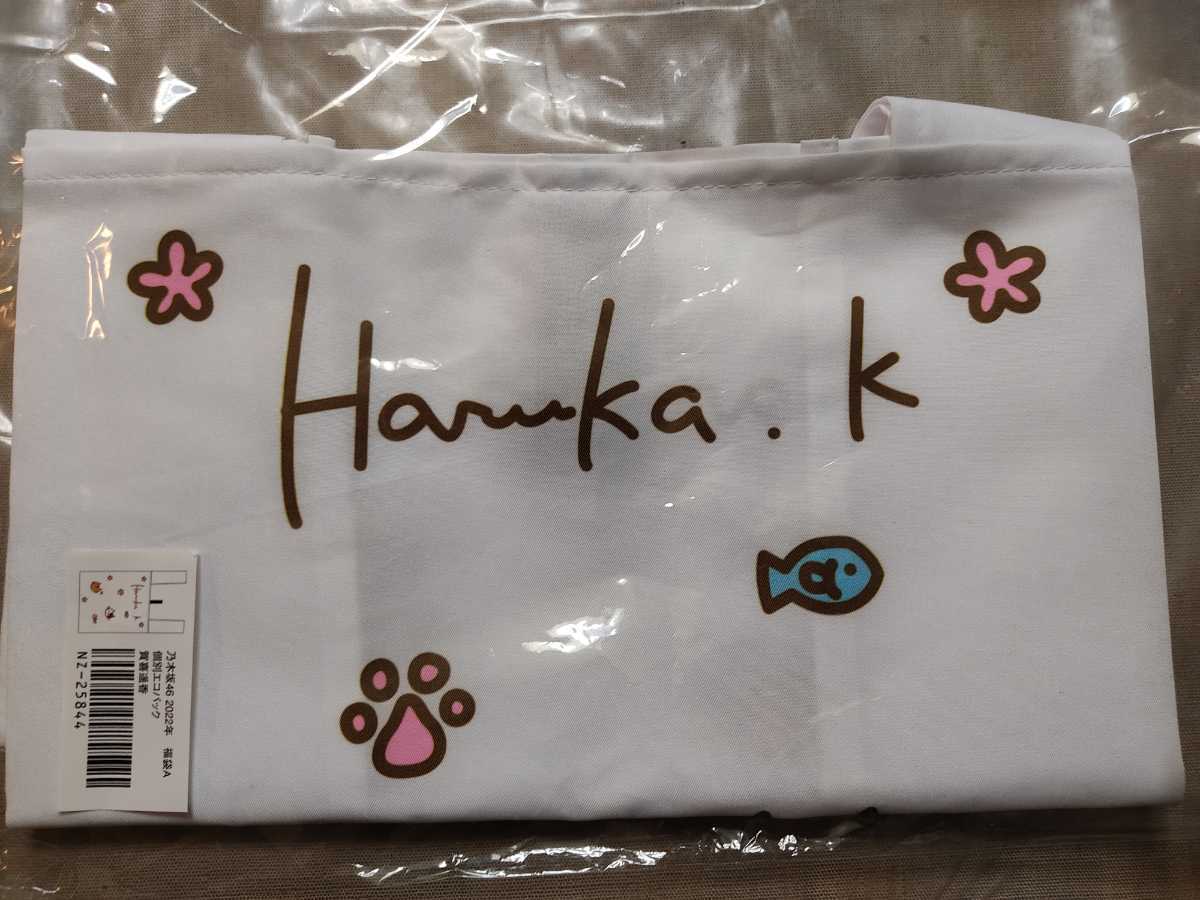 Haruka . K
乃木坂46 2022年 福袋A
個別エコバック
賀喜遥香
NZ-25844